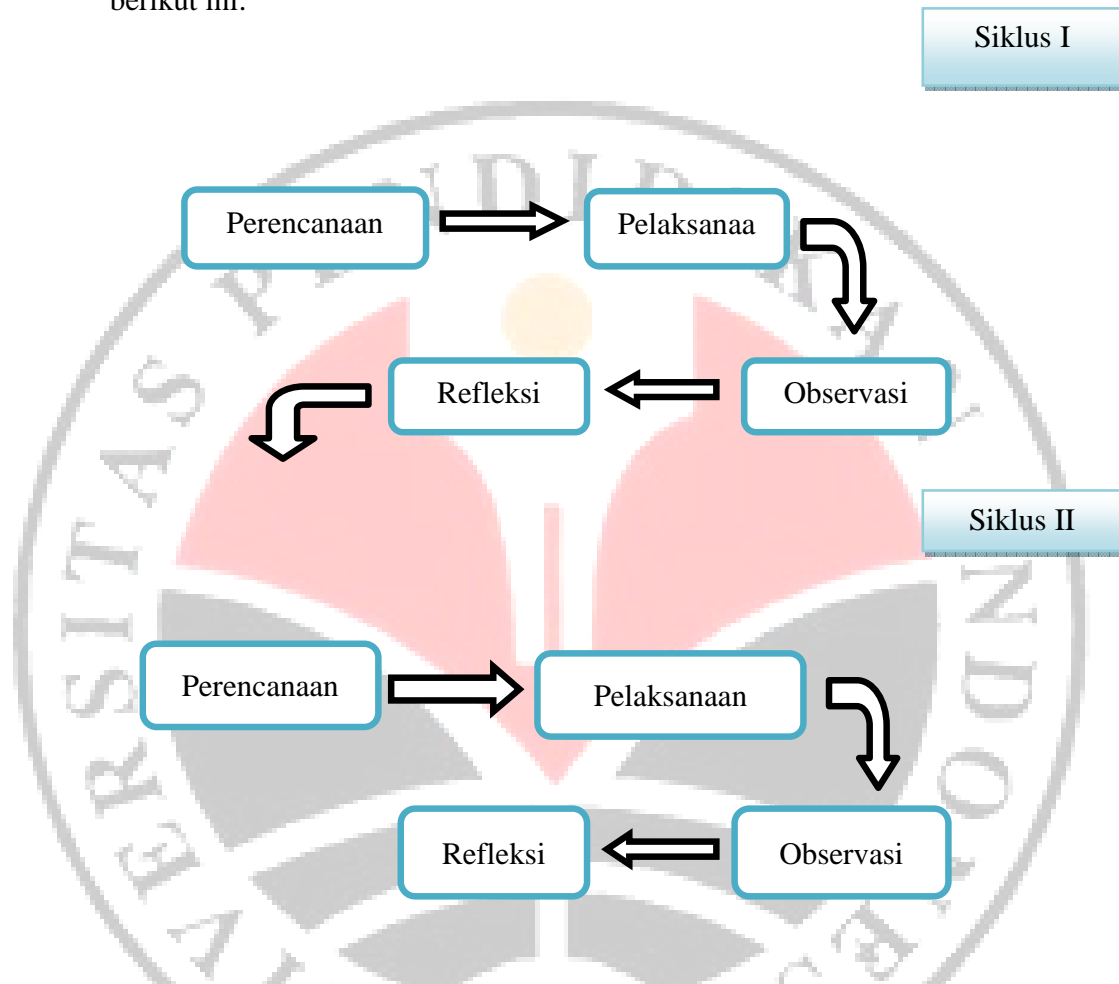 berikut ini.
Siklus I
Perencanaan
Pelaksanaa
Refleksi
Observasi
Siklus II
Perencanaan
Pelaksanaan
Refleksi
Observasi